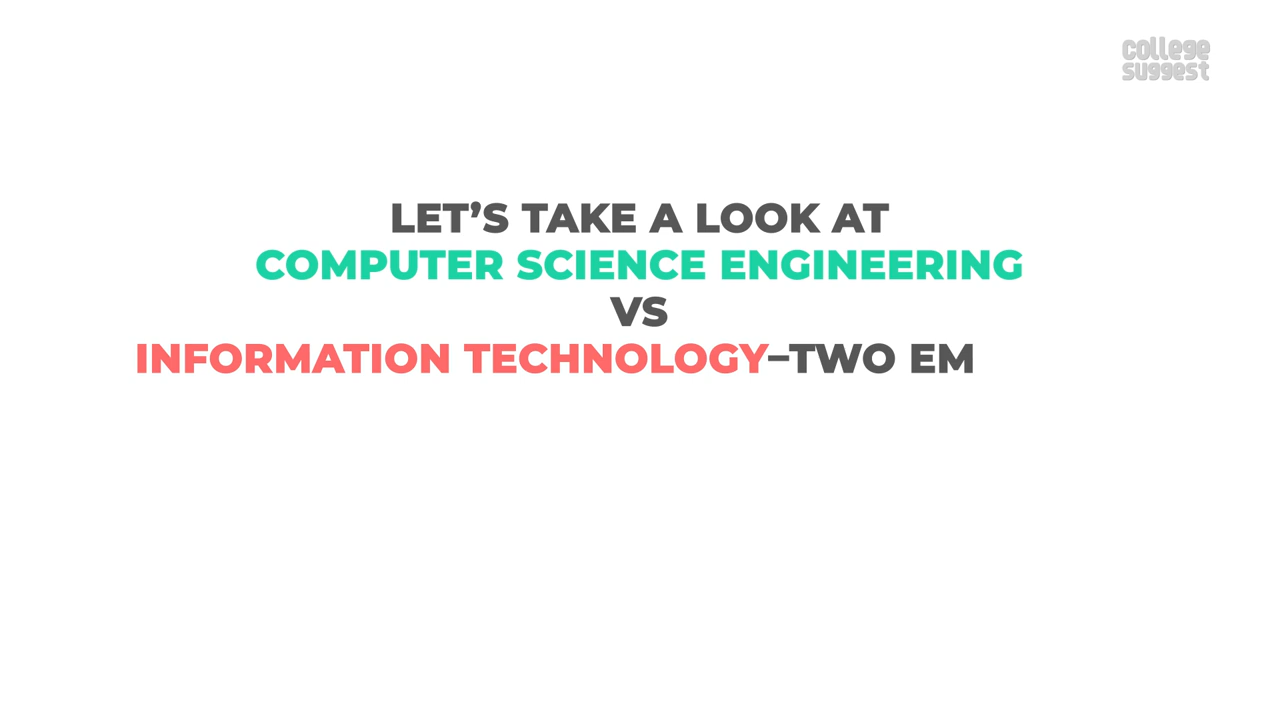 college
suggest
LET'S TAKE A LOOK AT
COMPUTER SCIENCE ENGINEERING
VS
INFORMATION TECHNOLOGY–TWO EM